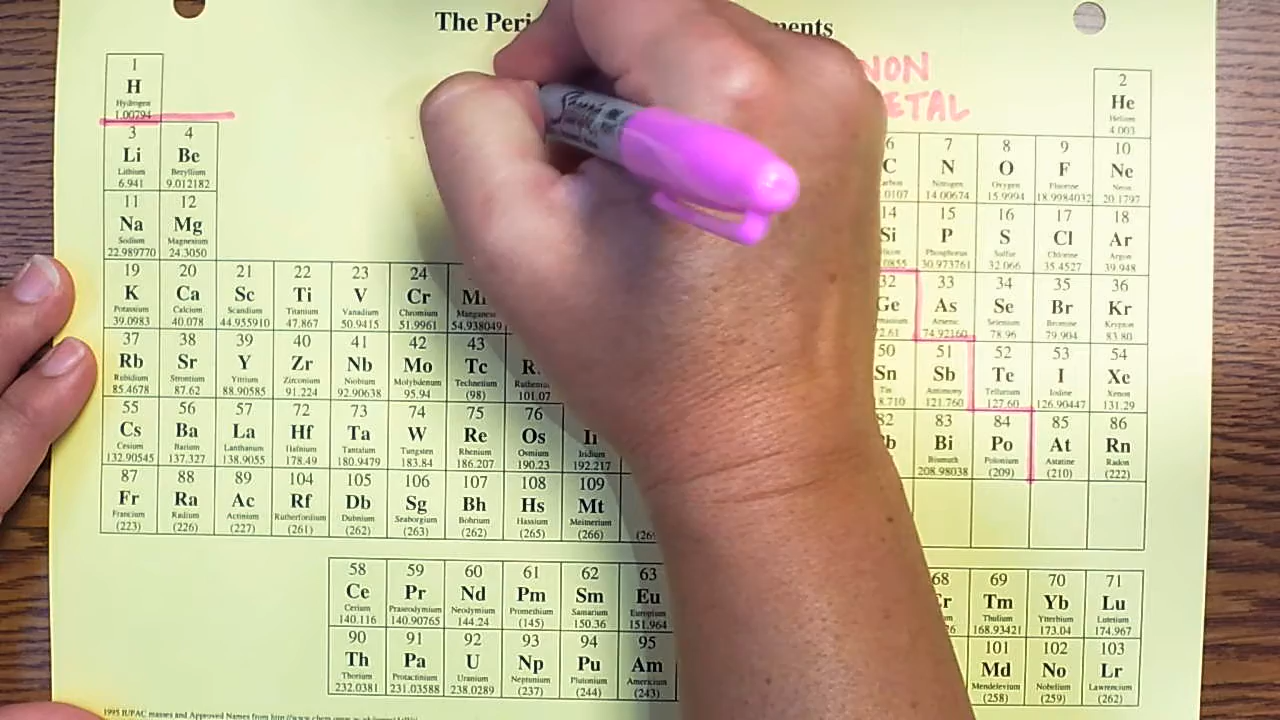 The Peri ments
NON
ETAL
1 2
H He
Hydrogen Helium
1.00794 4.003
3 4 6 7 8 9 10
Li Be C N O F Ne
Lithium Beryllium Nitrogen Oxygen Fluorine Neon
6.941 9.012182 14.00674 15.9994 18.9984032 20.1797
11 12 14 15 16 17 18
Na Mg Si P S Cl Ar
Sodium Magnesium Phosphorus Sulfur Chlorine Argon
22.989770 24.3050 30.973761 32.066 35.4527 39.948
19 20 21 22 23 24 32 33 34 35 36
K Ca Sc Ti V Cr Ge As Se Br Kr
Potassium Calcium Scandium Titanium Vanadium Chromium Manganese Arsenic Selenium Bromine Krypton
39.0983 40.078 44.955910 47.867 50.9415 51.9961 54.938049 74.92160 78.96 79.904 83.80
37 38 39 40 41 42 43 50 51 52 53 54
Rb Sr Y Zr Nb Mo Tc Sn Sb Te I Xe
Rubidium Strontium Yttrium Zirconium Niobium Molybdenum Technetium Tin Antimony Tellurium Iodine Xenon
85.4678 87.62 88.90585 91.224 92.90638 95.94 (98) 101.07 8.710 121.760 127.60 126.90447 131.29
55 56 57 72 73 74 75 76 82 83 84 85 86
Cs Ba La Hf Ta W Re Os Bi Po At Rn
Cesium Barium Lanthanum Hafnium Tantalum Tungsten Rhenium Osmium Iridium Bismuth Polonium Astatine Radon
132.90545 137.327 138.9055 178.49 180.9479 183.84 186.207 190.23 192.217 208.98038 (209) (210) (222)
87 88 89 104 105 106 107 108 109
Fr Ra Ac Rf Db Sg Bh Hs Mt
Francium Radium Actinium Rutherfordium Dubnium Seaborgium Bohrium Hassium Meitnerium
(223) (226) (227) (261) (262) (263) (262) (265) (266)
58 59 60 61 62 63 68 69 70 71
Ce Pr Nd Pm Sm Eu Tm Yb Lu
Cerium Praseodymium Neodymium Promethium Samarium Europium Thulium Ytterbium Lutetium
140.116 140.90765 144.24 (145) 150.36 151.964 168.93421 173.04 174.967
90 91 92 93 94 95 101 102 103
Th Pa U Np Pu Am Md No Lr
Thorium Protactinium Uranium Neptunium Plutonium Americium Mendelevium Nobelium Lawrencium
232.0381 231.03588 238.0289 (237) (244) (243) (258) (259) (262)
1995 IUPAC masses and Approved Names from